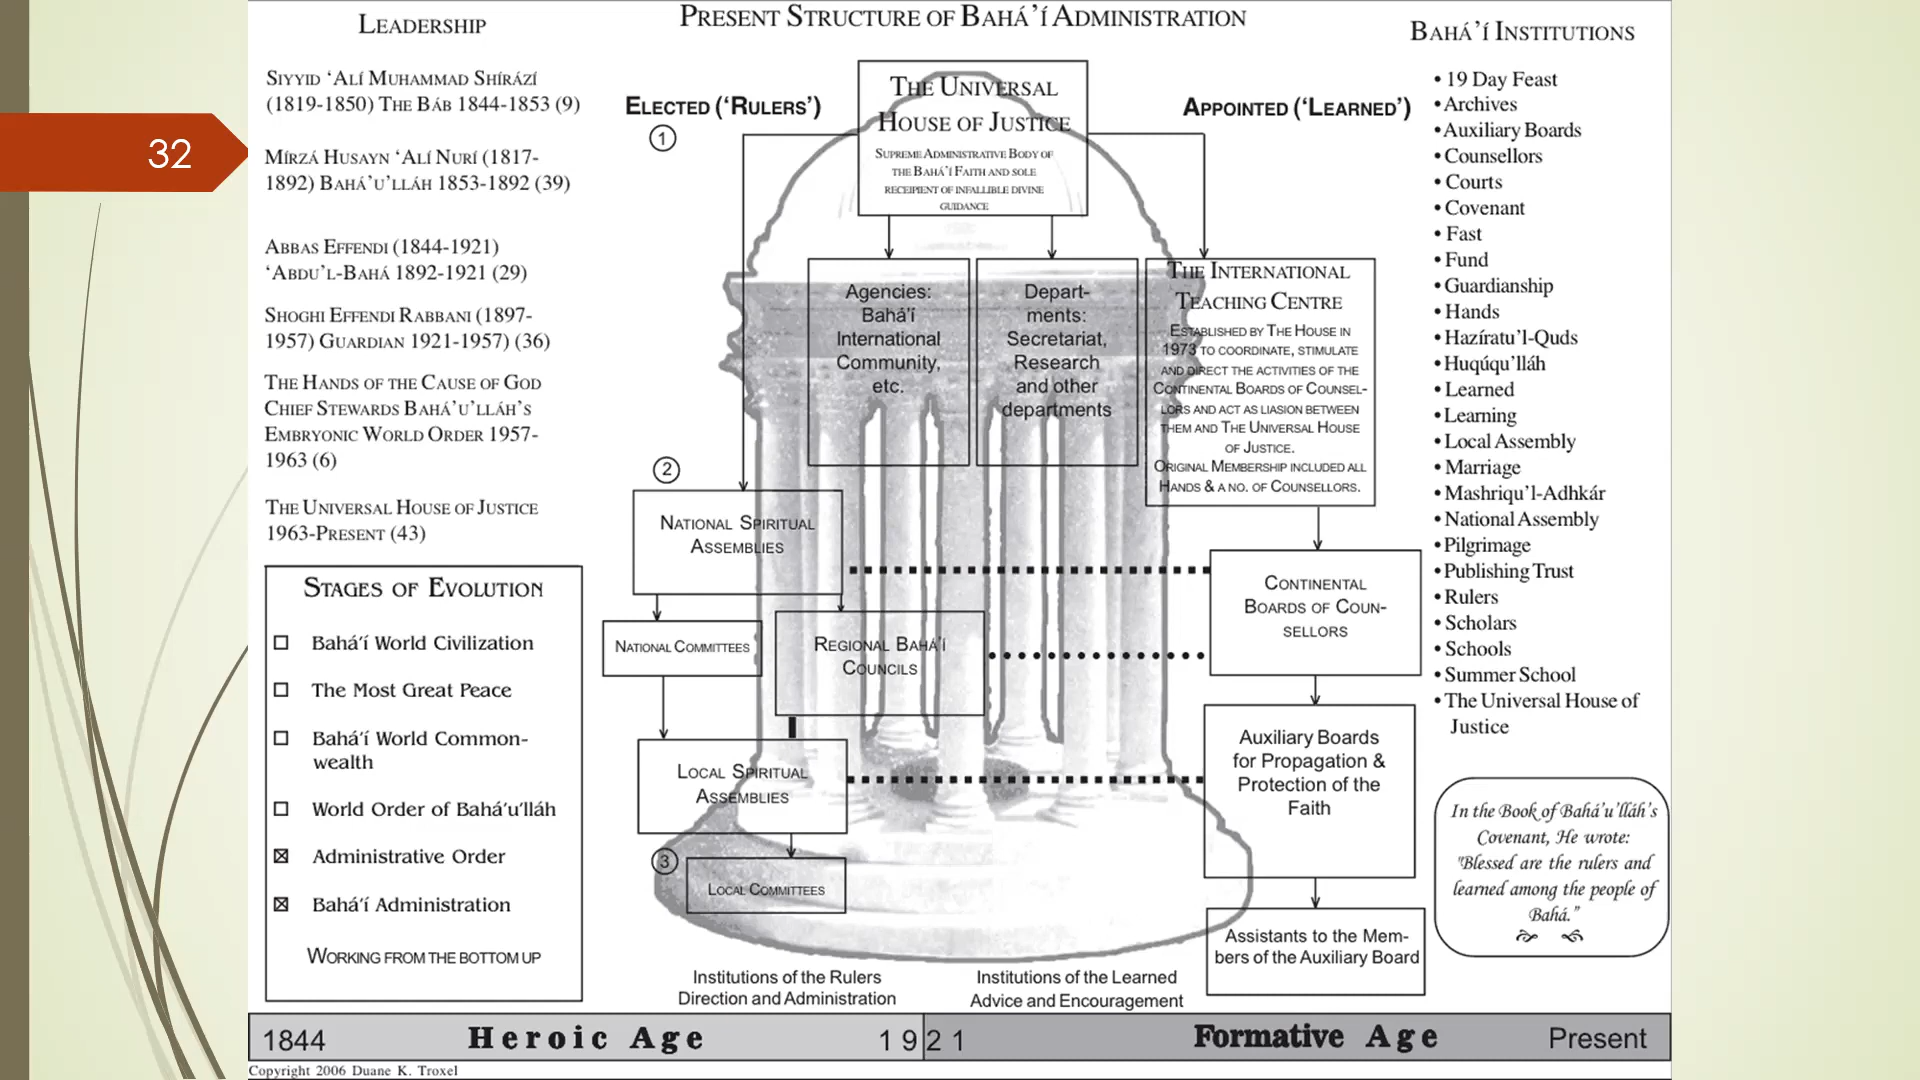 PRESENT STRUCTURE OF BAHÁ'Í ADMINISTRATION
32
LEADERSHIP
SIYYID ‘ALÍ MUHAMMAD SHÍRÁZÍ
(1819-1850) THE BÁB 1844-1853 (9)
MÍRZÁ HUSAYN ‘ALÍ NURÍ (1817-
1892) BAHÁ’U’LLÁH 1853-1892 (39)
ABBAS EFFENDI (1844-1921)
‘ABDU’L-BAHÁ 1892-1921 (29)
SHOGHI EFFENDI RABBANI (1897-
1957) GUARDIAN 1921-1957) (36)
THE HANDS OF THE CAUSE OF GOD
CHIEF STEWARDS BAHÁ’U’LLÁH’S
EMBRYONIC WORLD ORDER 1957-
1963 (6)
THE UNIVERSAL HOUSE OF JUSTICE
1963-PRESENT (43)
STAGES OF EVOLUTION
Bahá’í World Civilization
The Most Great Peace
Bahá’í World Common-
wealth
World Order of Bahá’u’lláh
Administrative Order
Bahá’í Administration
WORKING FROM THE BOTTOM UP
ELECTED (‘RULERS’)
1
THE UNIVERSAL
HOUSE OF JUSTICE
SUPREME ADMINISTRATIVE BODY OF
THE BAHÁ’Í FAITH AND SOLE
RECEIPIENT OF INFALLIBLE DIVINE
GUIDANCE
APPOINTED (‘LEARNED’)
Agencies:
Bahá’í
International
Community,
etc.
Depart-
ments:
Secretariat,
Research
and other
departments
THE INTERNATIONAL
TEACHING CENTRE
ESTABLISHED BY THE HOUSE IN
1973 TO COORDINATE, STIMULATE
AND DIRECT THE ACTIVITIES OF THE
CONTINENTAL BOARDS OF COUNSEL-
LORS AND ACT AS LIASION BETWEEN
THEM AND THE UNIVERSAL HOUSE
OF JUSTICE.
ORIGINAL MEMBERSHIP INCLUDED ALL
HANDS & A NO. OF COUNSELLORS.
2
NATIONAL SPIRITUAL
ASSEMBLIES
NATIONAL COMMITTEES
REGIONAL BAHÁ’Í
COUNCILS
CONTINENTAL
BOARDS OF COUN-
SELLORS
LOCAL SPIRITUAL
ASSEMBLIES
Auxiliary Boards
for Propagation &
Protection of the
Faith
3
LOCAL COMMITTEES
Assistants to the Mem-
bers of the Auxiliary Board
Institutions of the Rulers
Direction and Administration
Institutions of the Learned
Advice and Encouragement
BAHÁ’Í INSTITUTIONS
• 19 Day Feast
• Archives
• Auxiliary Boards
• Counsellors
• Courts
• Covenant
• Fast
• Fund
• Guardianship
• Hands
• Hazíratu’l-Quds
• Huqúqu’lláh
• Learned
• Learning
• Local Assembly
• Marriage
• Mashriqu’l-Adhkár
• National Assembly
• Pilgrimage
• Publishing Trust
• Rulers
• Scholars
• Schools
• Summer School
• The Universal House of
Justice
In the Book of Bahá’u’lláh’s
Covenant, He wrote:
"Blessed are the rulers and
learned among the people of
Bahá.”
1844 Heroic Age 1921 Formative Age Present
Copyright 2006 Duane K. Troxel